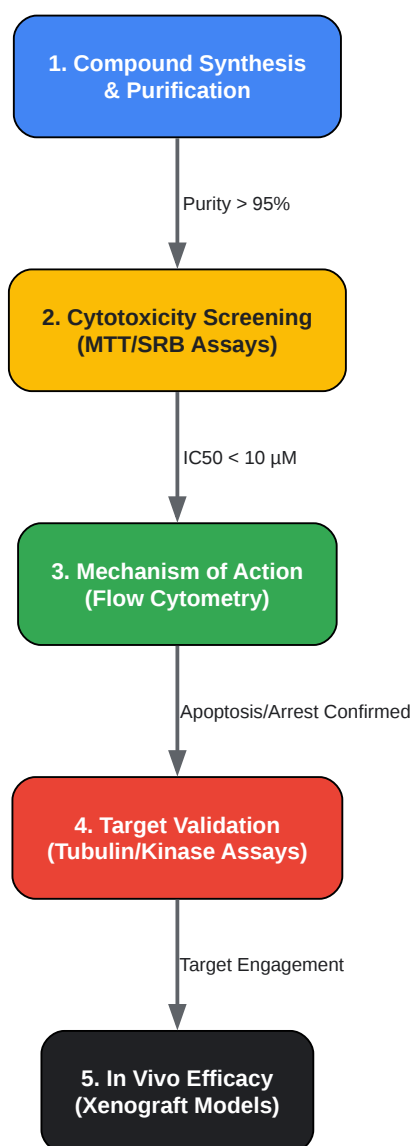 1. Compound Synthesis
& Purification
Purity > 95%
2. Cytotoxicity Screening
(MTT/SRB Assays)
IC50 < 10 µM
3. Mechanism of Action
(Flow Cytometry)
Apoptosis/Arrest Confirmed
4. Target Validation
(Tubulin/Kinase Assays)
Target Engagement
5. In Vivo Efficacy
(Xenograft Models)